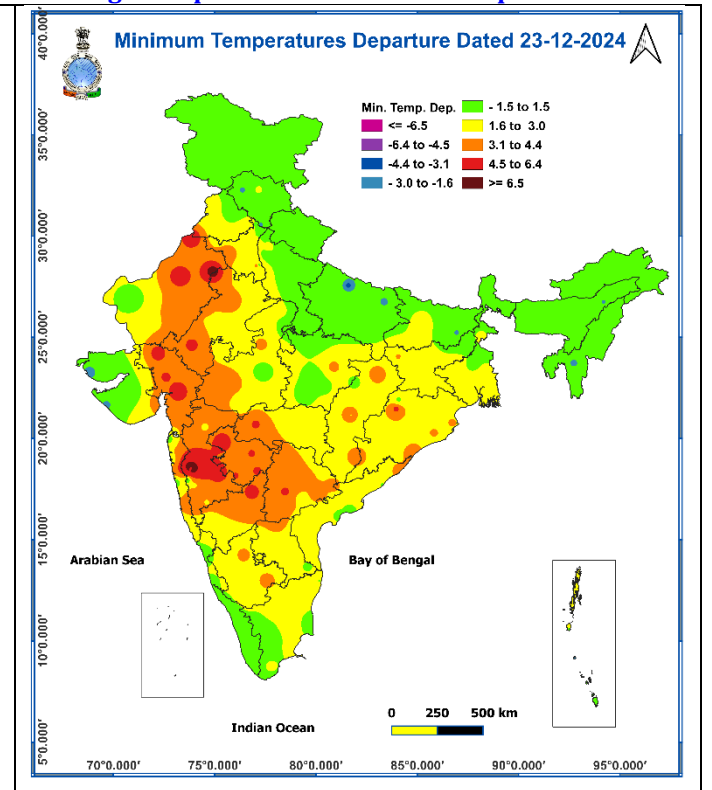 Minimum Temperatures Departure Dated 23-12-2024
Min. Temp. Dep.
<= -6.5
-6.4 to -4.5
-4.4 to -3.1
- 3.0 to -1.6
- 1.5 to 1.5
1.6 to 3.0
3.1 to 4.4
4.5 to 6.4
>= 6.5
40°0.000'
35°0.000'
30°0.000'
25°0.000'
20°0.000'
15°0.000'
10°0.000'
5°0.000'
Arabian Sea
Bay of Bengal
Indian Ocean
0 250 500 km
70°0.000' 75°0.000' 80°0.000' 85°0.000' 90°0.000' 95°0.000'